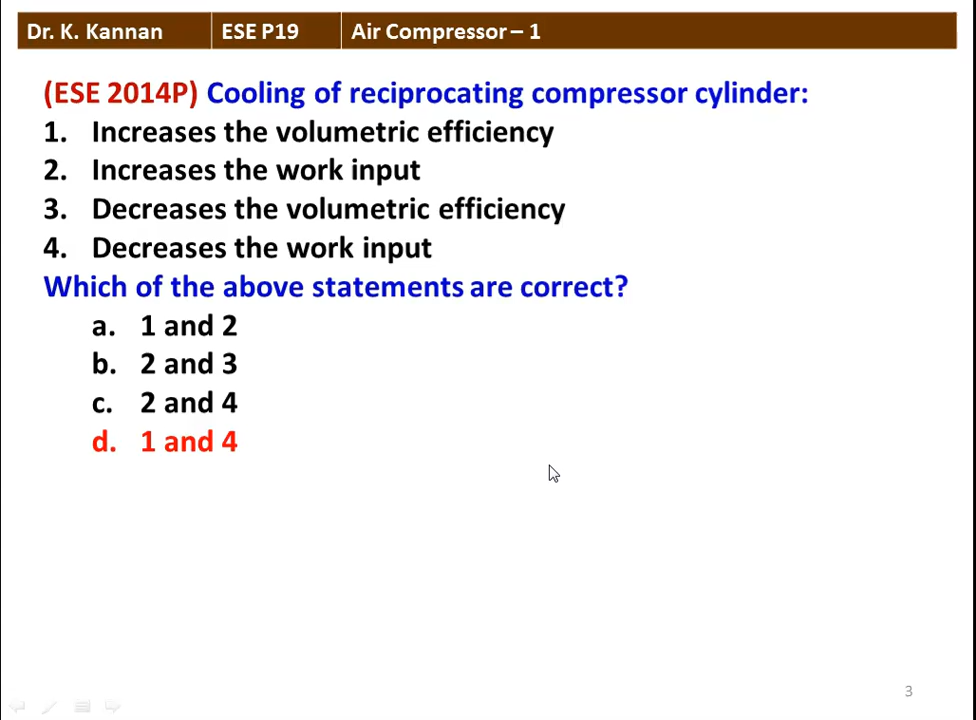 Dr. K. Kannan ESE P19 Air Compressor – 1
(ESE 2014P) Cooling of reciprocating compressor cylinder:
1. Increases the volumetric efficiency
2. Increases the work input
3. Decreases the volumetric efficiency
4. Decreases the work input
Which of the above statements are correct?
a. 1 and 2
b. 2 and 3
c. 2 and 4
d. 1 and 4
3